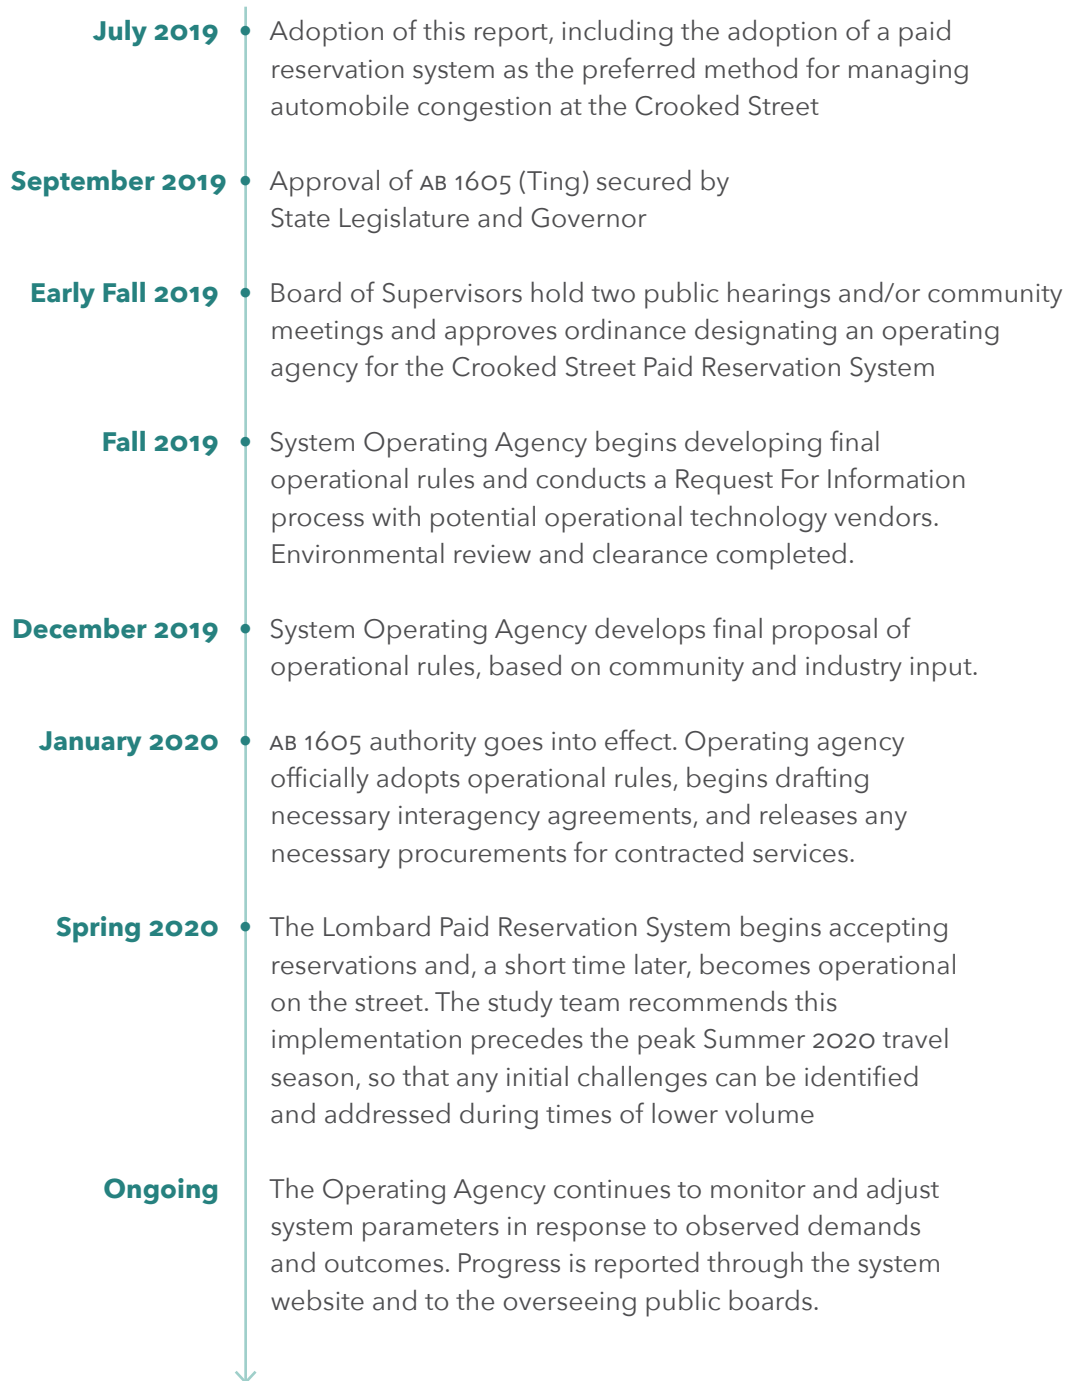 July 2019 • Adoption of this report, including the adoption of a paid
reservation system as the preferred method for managing
automobile congestion at the Crooked Street
September 2019 • Approval of AB 1605 (Ting) secured by
State Legislature and Governor
Early Fall 2019 • Board of Supervisors hold two public hearings and/or community
meetings and approves ordinance designating an operating
agency for the Crooked Street Paid Reservation System
Fall 2019 • System Operating Agency begins developing final
operational rules and conducts a Request For Information
process with potential operational technology vendors.
Environmental review and clearance completed.
December 2019 • System Operating Agency develops final proposal of
operational rules, based on community and industry input.
January 2020 • AB 1605 authority goes into effect. Operating agency
officially adopts operational rules, begins drafting
necessary interagency agreements, and releases any
necessary procurements for contracted services.
Spring 2020 • The Lombard Paid Reservation System begins accepting
reservations and, a short time later, becomes operational
on the street. The study team recommends this
implementation precedes the peak Summer 2020 travel
season, so that any initial challenges can be identified
and addressed during times of lower volume
Ongoing The Operating Agency continues to monitor and adjust
system parameters in response to observed demands
and outcomes. Progress is reported through the system
website and to the overseeing public boards.